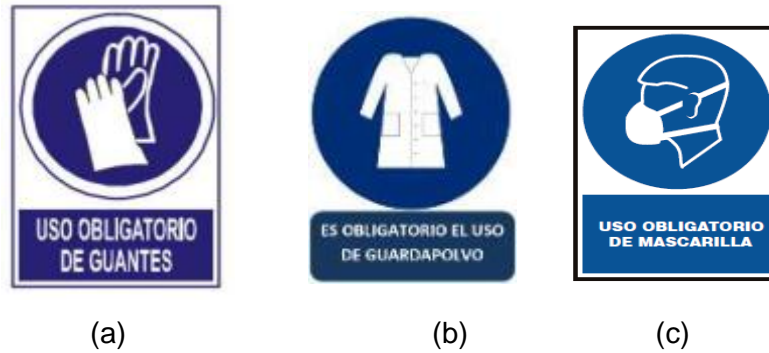 USO OBLIGATORIO
DE GUANTES
ES OBLIGATORIO EL USO
DE GUARDAPOLVO
USO OBLIGATORIO
DE MASCARILLA
(a)
(b)
(c)